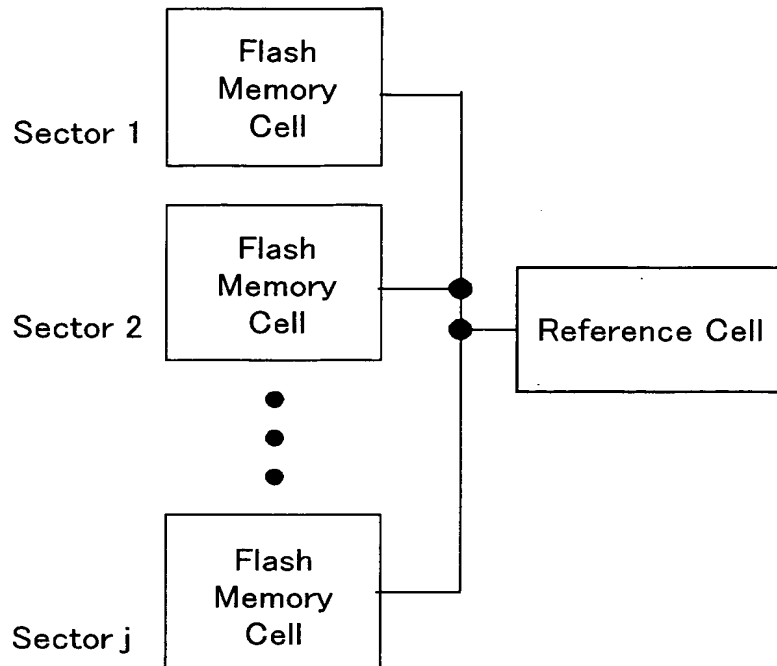 Flash
Memory
Cell
Sector 1
Flash
Memory
Cell
Sector 2
Reference Cell
Flash
Memory
Cell
Sector j